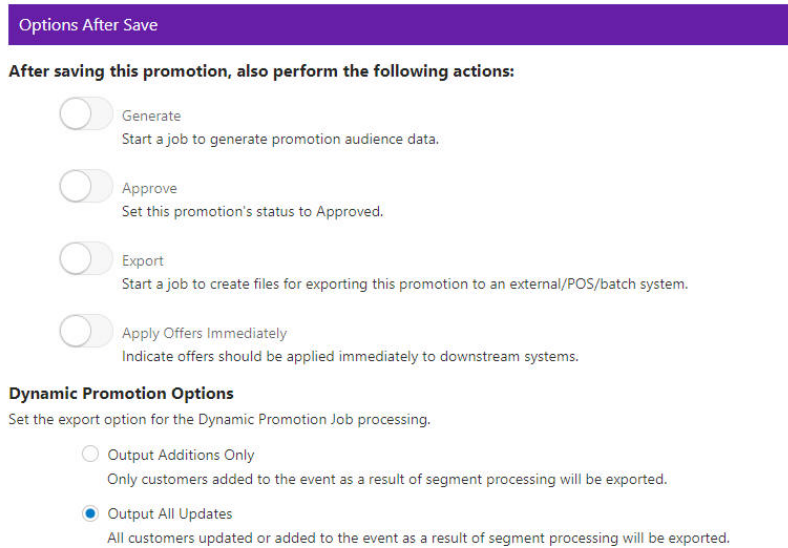 Options After Save
After saving this promotion, also perform the following actions:
Generate
Start a job to generate promotion audience data.
Approve
Set this promotion's status to Approved.
Export
Start a job to create files for exporting this promotion to an external/POS/batch system.
Apply Offers Immediately
Indicate offers should be applied immediately to downstream systems.
Dynamic Promotion Options
Set the export option for the Dynamic Promotion Job processing.
Output Additions Only
Only customers added to the event as a result of segment processing will be exported.
Output All Updates
All customers updated or added to the event as a result of segment processing will be exported.